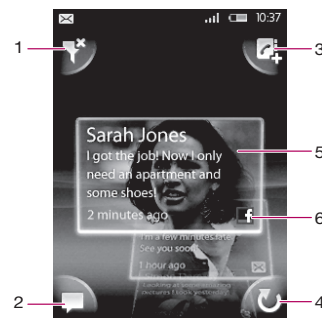 10:37
1
3
Sarah Jones
I got the job! Now I only
need an apartment and
some shoes!
2 minutes ago
5
f
6
I'm a few minutes late,
See you soon
1 hour ago
2
4